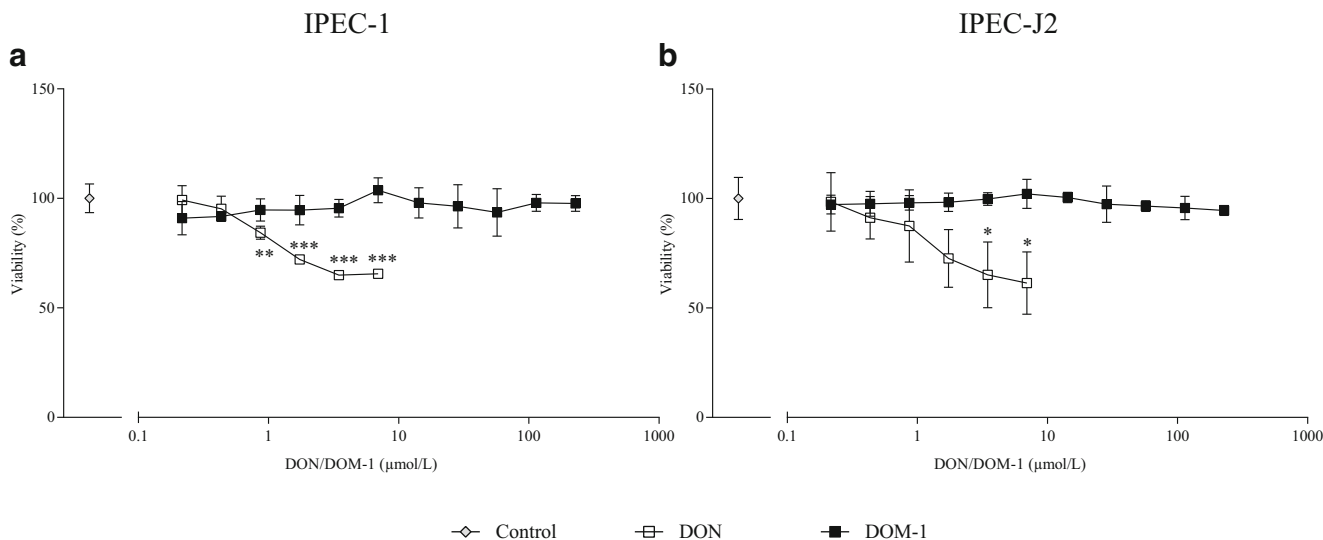 IPEC-1
a
150
100
50
0
Viability (%)
**
***
***
***
0.1
1
10
100
1000
DON/DOM-1 (µmol/L)
IPEC-J2
b
150
100
50
0
Viability (%)
*
*
0.1
1
10
100
1000
DON/DOM-1 (µmol/L)
Control
DON
DOM-1